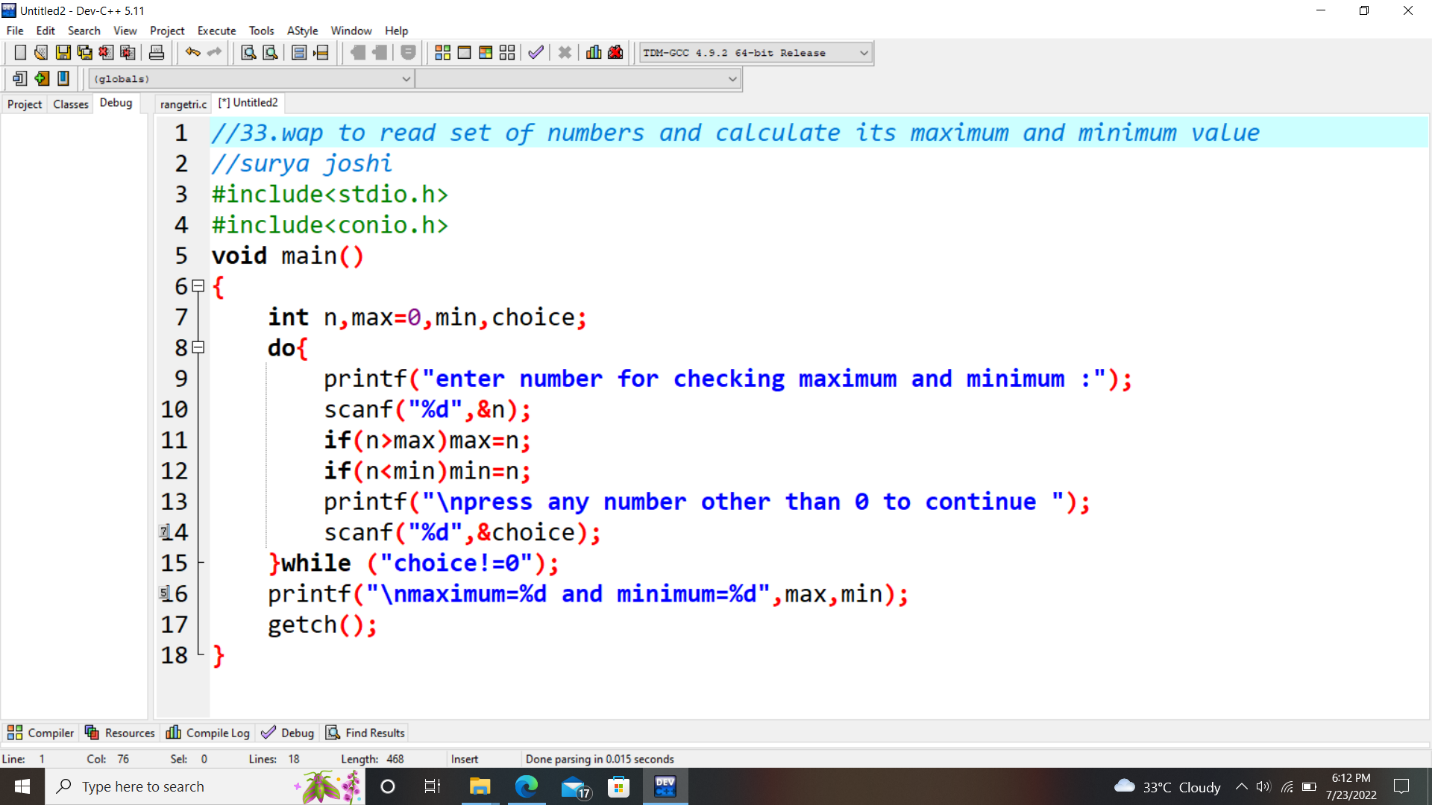 Untitled2 - Dev-C++ 5.11
File Edit Search View Project Execute Tools AStyle Window Help
TDM-GCC 4.9.2 64-bit Release
(globals)
Project Classes Debug rangetri.c [*] Untitled2
1 //33.wap to read set of numbers and calculate its maximum and minimum value
2 //surya joshi
3 #include<stdio.h>
4 #include<conio.h>
5 void main()
6 {
7 int n,max=0,min,choice;
8 do{
9 printf("enter number for checking maximum and minimum :");
10 scanf("%d",&n);
11 if(n>max)max=n;
12 if(n<min)min=n;
13 printf("\npress any number other than 0 to continue ");
14 scanf("%d",&choice);
15 }while ("choice!=0");
16 printf("\nmaximum=%d and minimum=%d",max,min);
17 getch();
18 }
Compiler Resources Compile Log Debug Find Results
Line: 1 Col: 76 Sel: 0 Lines: 18 Length: 468 Insert Done parsing in 0.015 seconds
Type here to search 17 DEV 33°C Cloudy 6:12 PM
7/23/2022